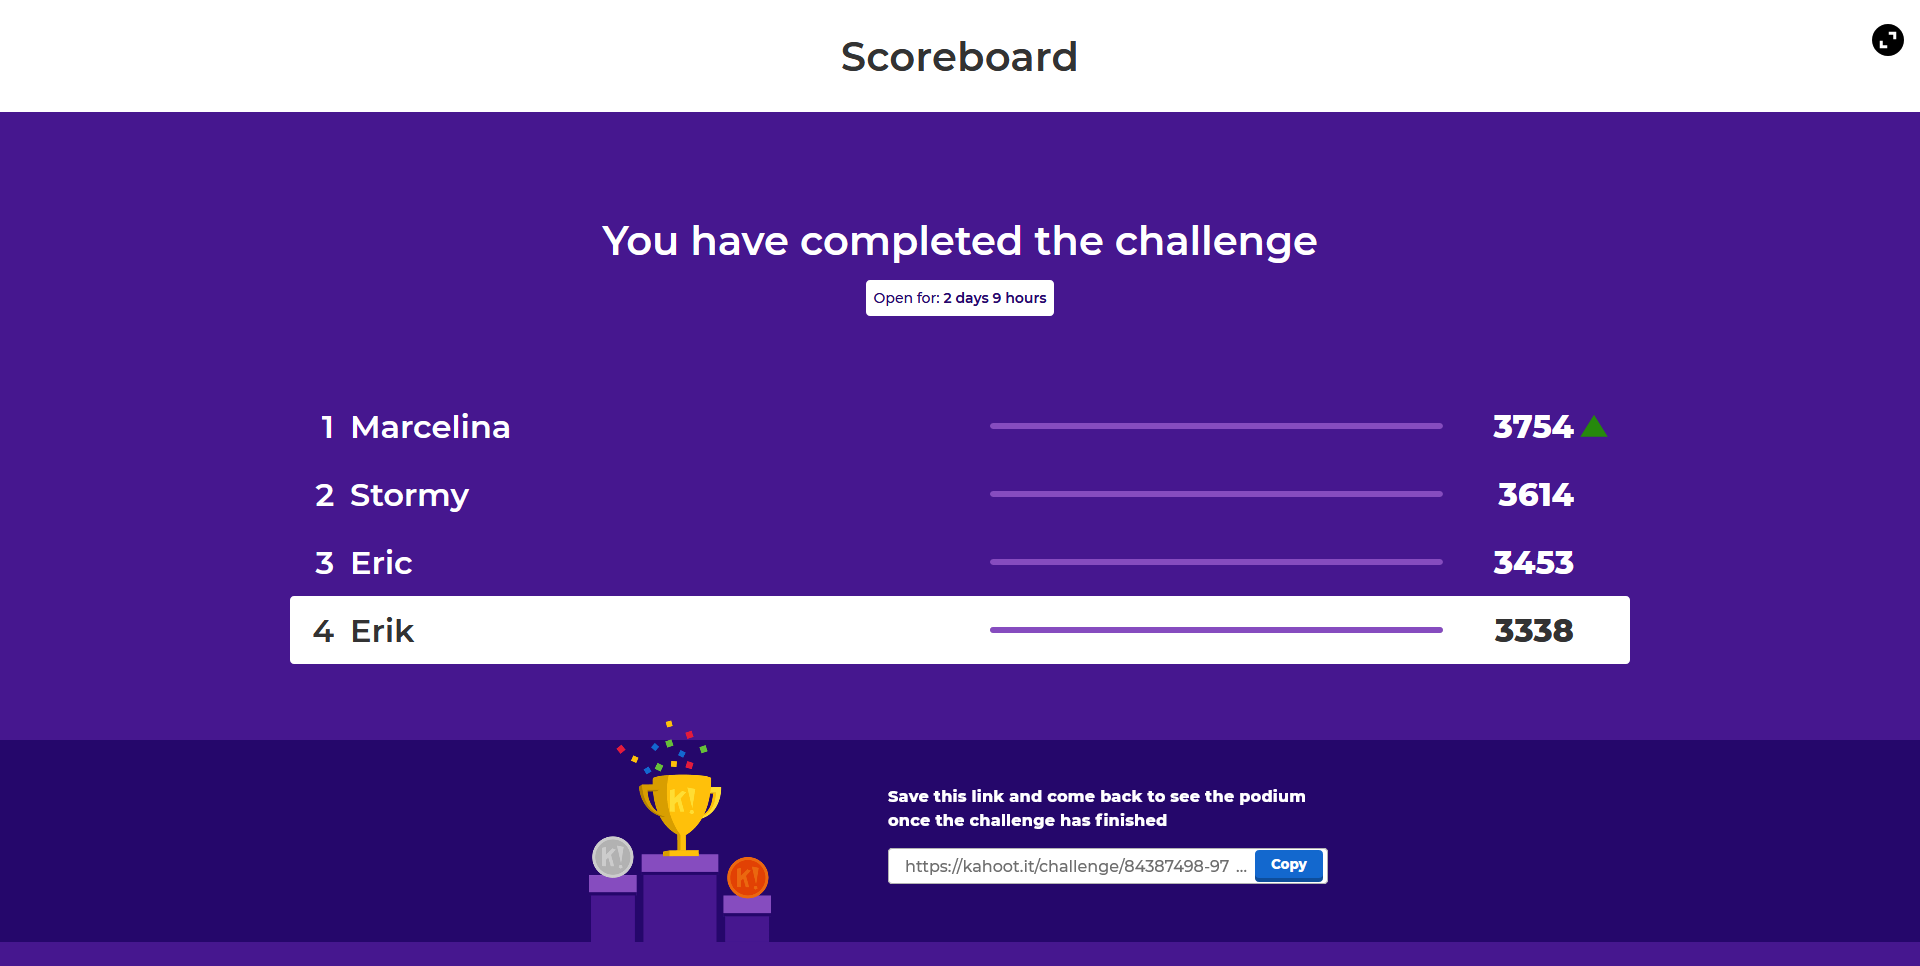 Scoreboard
You have completed the challenge
Open for: 2 days 9 hours
1 Marcelina 3754
2 Stormy 3614
3 Eric 3453
4 Erik 3338
K!
K!
K!
Save this link and come back to see the podium
once the challenge has finished
https://kahoot.it/challenge/84387498-97 ... Copy